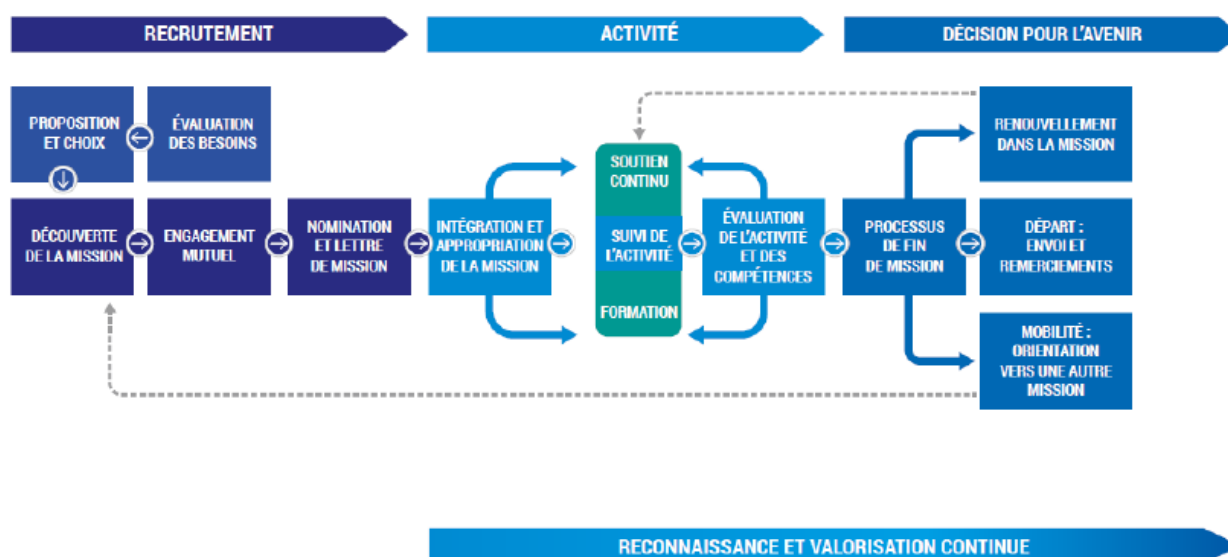 RECRUTEMENT
ACTIVITÉ
DÉCISION POUR L'AVENIR
PROPOSITION
ET CHOIX
ÉVALUATION
DES BESOINS
DÉCOUVERTE
DE LA MISSION
ENGAGEMENT
MUTUEL
NOMINATION
ET LETTRE
DE MISSION
INTÉGRATION ET
APPROPRIATION
DE LA MISSION
SOUTIEN
CONTINU
SUIVI DE
L'ACTIVITÉ
FORMATION
ÉVALUATION
DE L'ACTIVITÉ
ET DES
COMPÉTENCES
PROCESSUS
DE FIN
DE MISSION
RENOUVELLEMENT
DANS LA MISSION
DÉPART :
ENVOI ET
REMERCIEMENTS
MOBILITÉ :
ORIENTATION
VERS UNE AUTRE
MISSION
RECONNAISSANCE ET VALORISATION CONTINUE